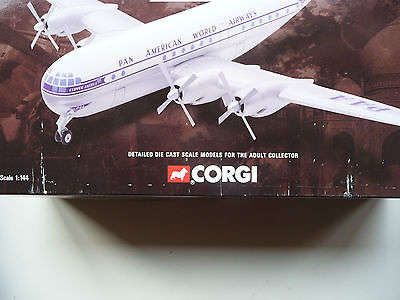 PAN AMERICAN WORLD AIRWAYS
DETAILED DIE CAST SCALE MODELS FOR THE ADULT COLLECTOR
Scale 1:144
CORGI